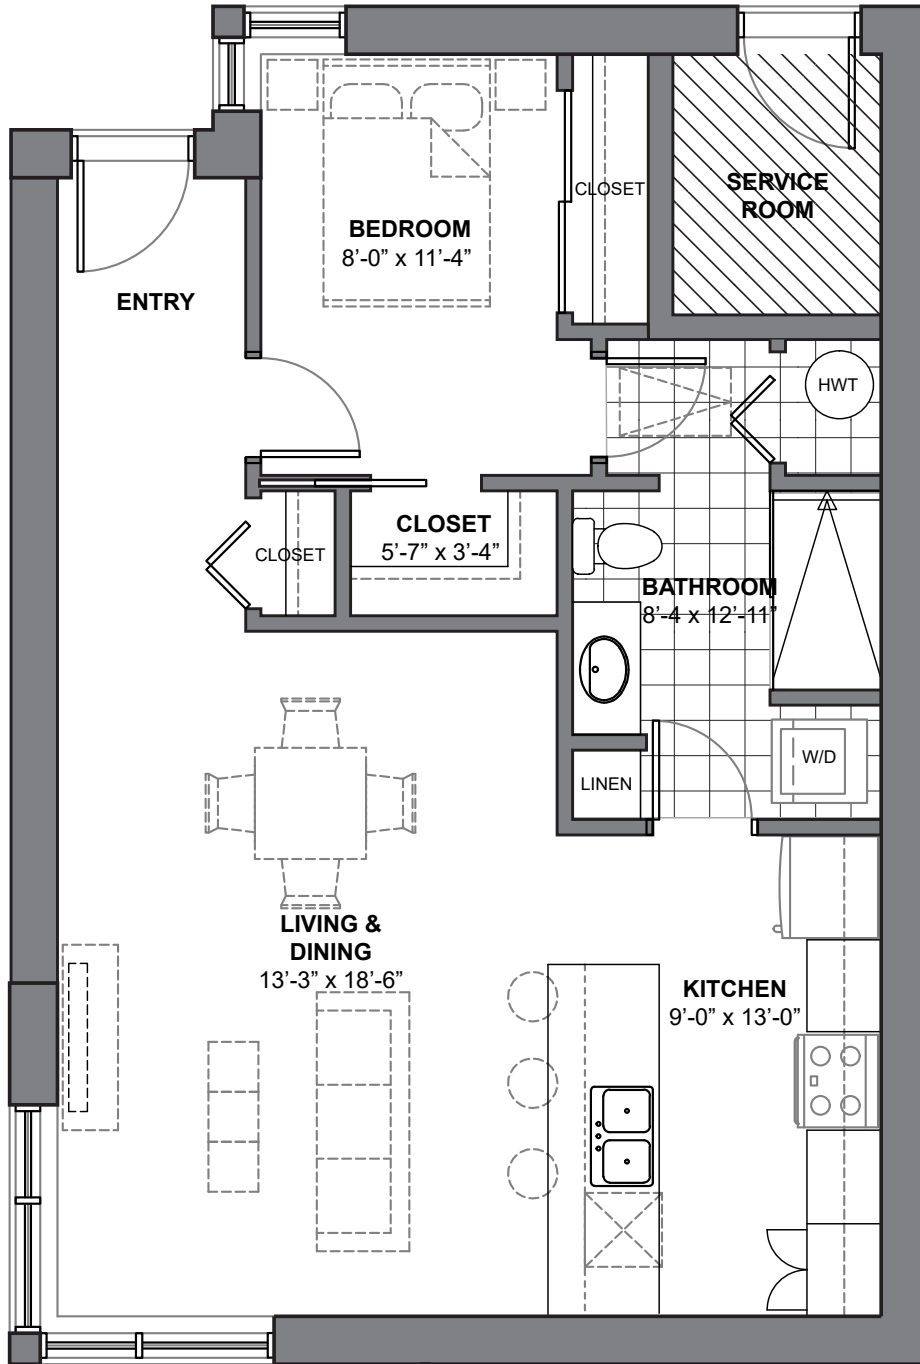 SERVICE
ROOM
CLOSET
BEDROOM
8’-0” x 11’-4”
ENTRY
HWT
CLOSET
5’-7” x 3’-4”
CLOSET
BATHROOM
8’-4 x 12’-11”
W/D
LINEN
LIVING &
DINING
13’-3” x 18’-6”
KITCHEN
9’-0” x 13’-0”